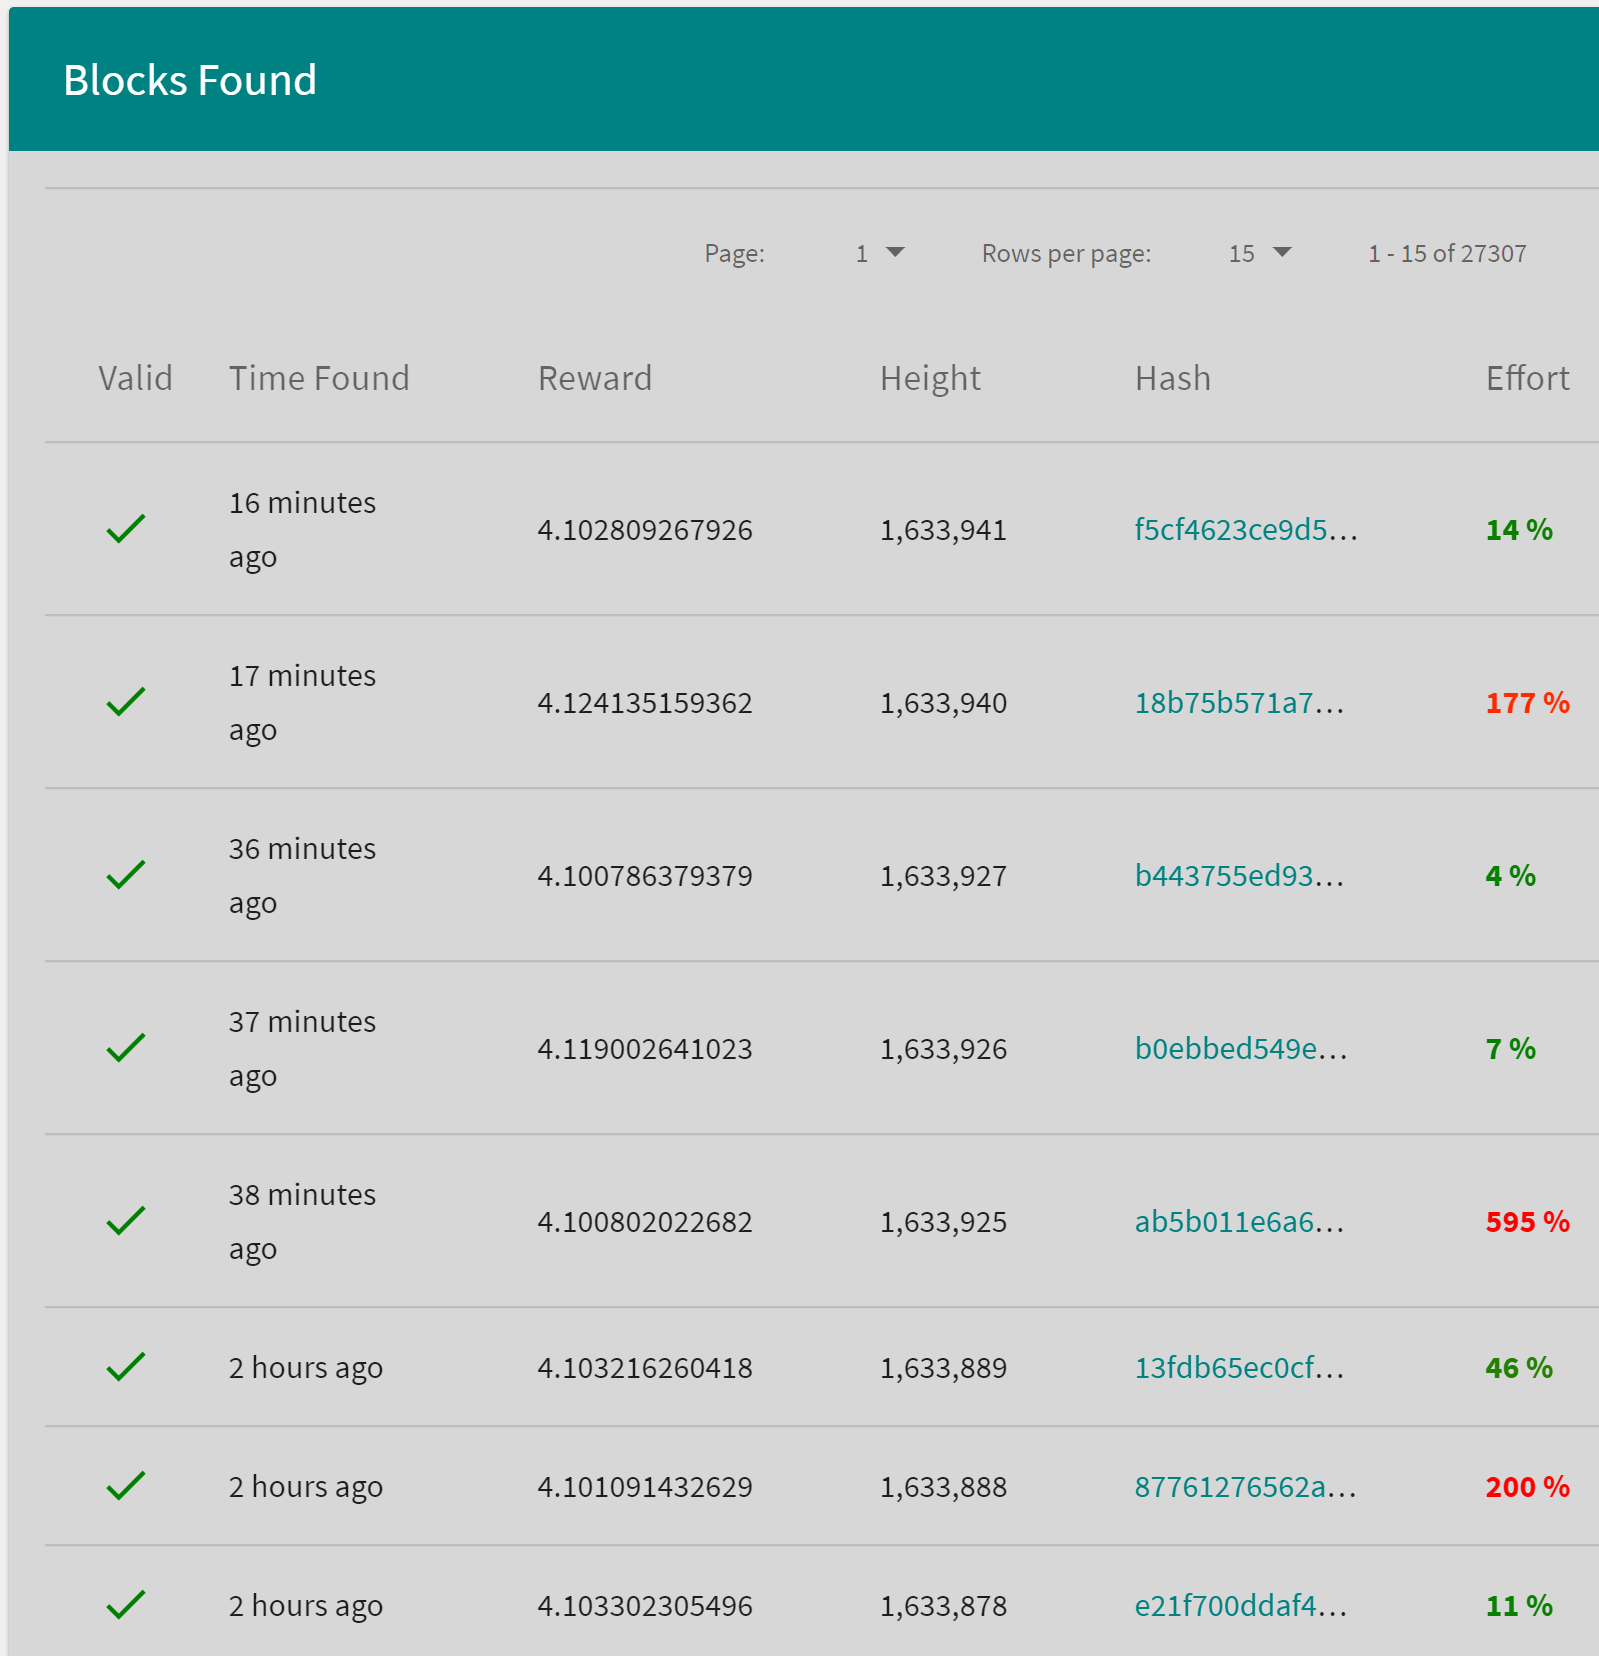 Blocks Found
Page: 1 Rows per page: 15 1 - 15 of 27307
Valid Time Found Reward Height Hash Effort
16 minutes
ago
4.102809267926 1,633,941 f5cf4623ce9d5... 14 %
17 minutes
ago
4.124135159362 1,633,940 18b75b571a7... 177 %
36 minutes
ago
4.100786379379 1,633,927 b443755ed93... 4 %
37 minutes
ago
4.119002641023 1,633,926 b0ebbed549e... 7 %
38 minutes
ago
4.100802022682 1,633,925 ab5b011e6a6... 595 %
2 hours ago 4.103216260418 1,633,889 13fdb65ec0cf... 46 %
2 hours ago 4.101091432629 1,633,888 87761276562a... 200 %
2 hours ago 4.103302305496 1,633,878 e21f700ddaf4... 11 %